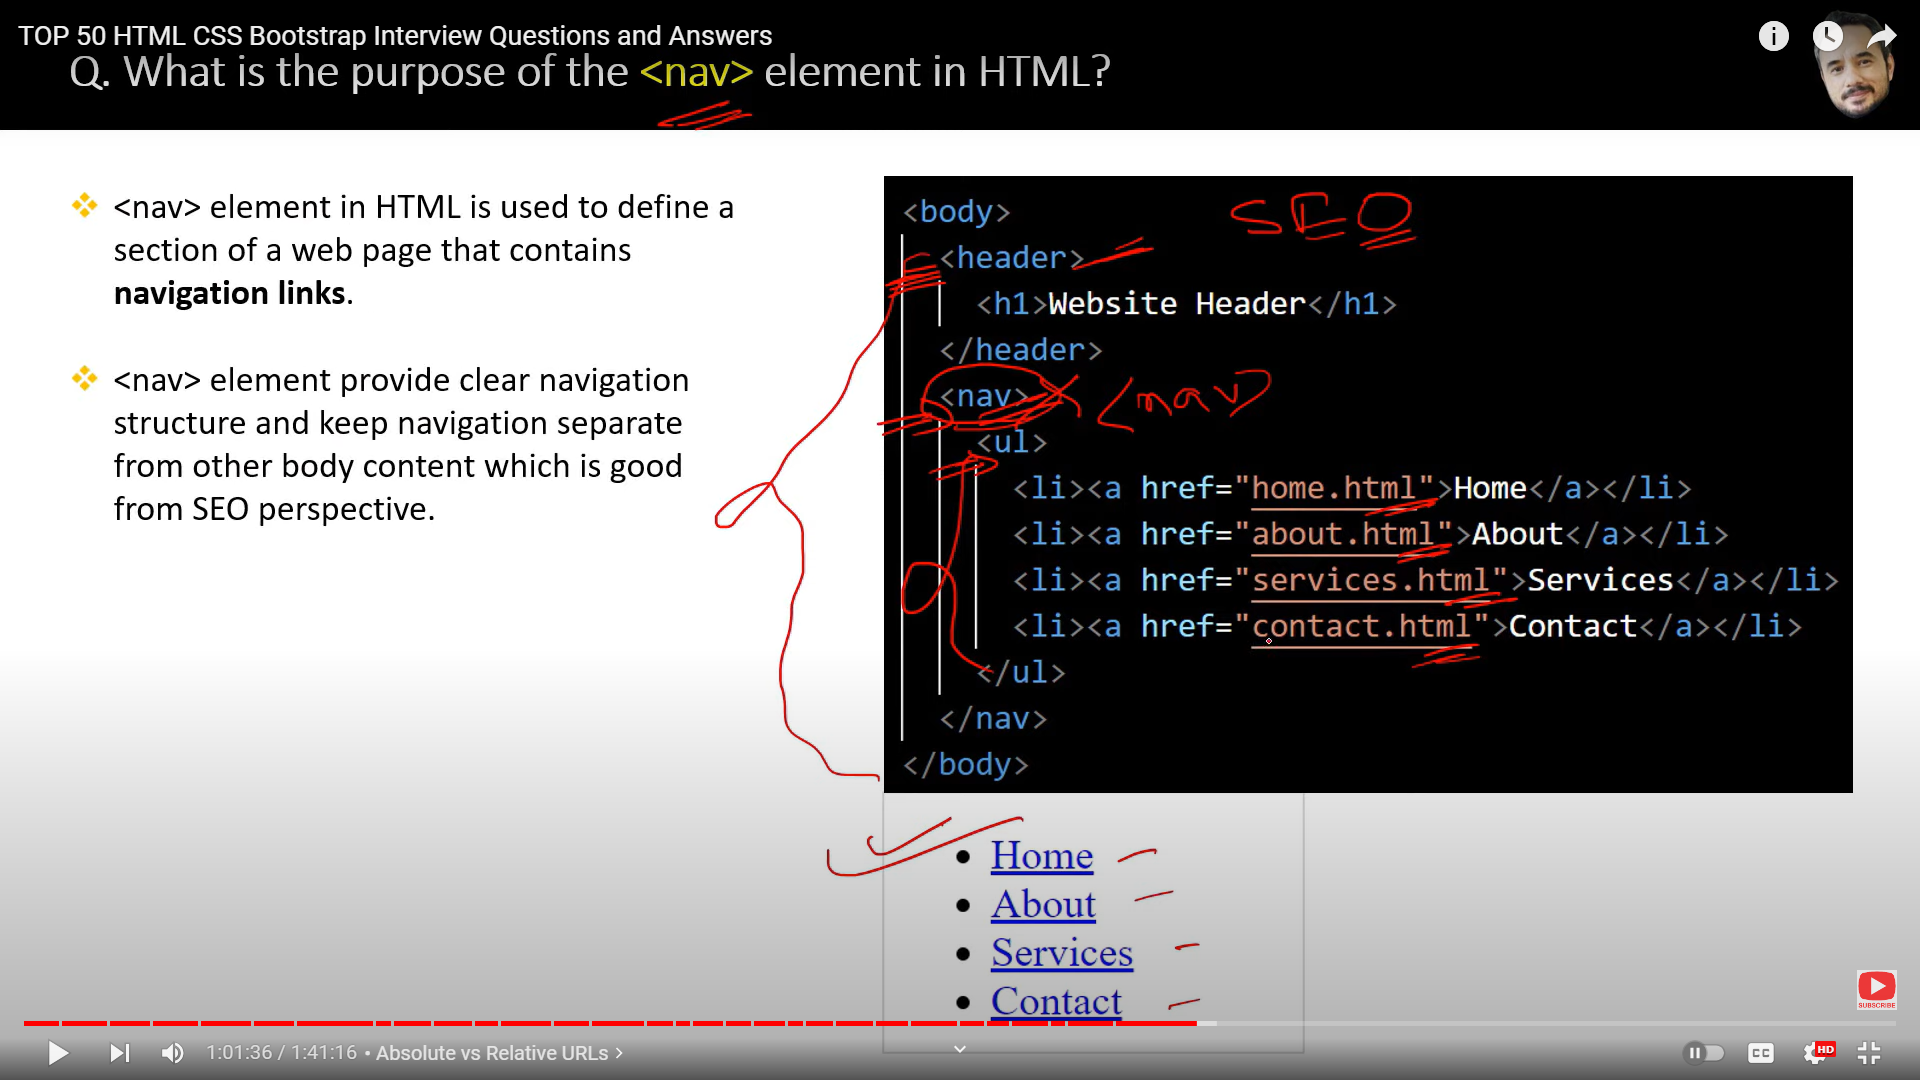 TOP 50 HTML CSS Bootstrap Interview Questions and Answers
Q. What is the purpose of the <nav> element in HTML?
<nav> element in HTML is used to define a
section of a web page that contains
navigation links.
<nav> element provide clear navigation
structure and keep navigation separate
from other body content which is good
from SEO perspective.
<body>
SEO
<header>
<h1>Website Header</h1>
</header>
<nav>
<nav>
<ul>
<li><a href="home.html">Home</a></li>
<li><a href="about.html">About</a></li>
<li><a href="services.html">Services</a></li>
<li><a href="contact.html">Contact</a></li>
</ul>
</nav>
</body>
Home
About
Services
Contact
SUBSCRIBE
1:01:36 / 1:41:16 • Absolute vs Relative URLs >
CC
HD